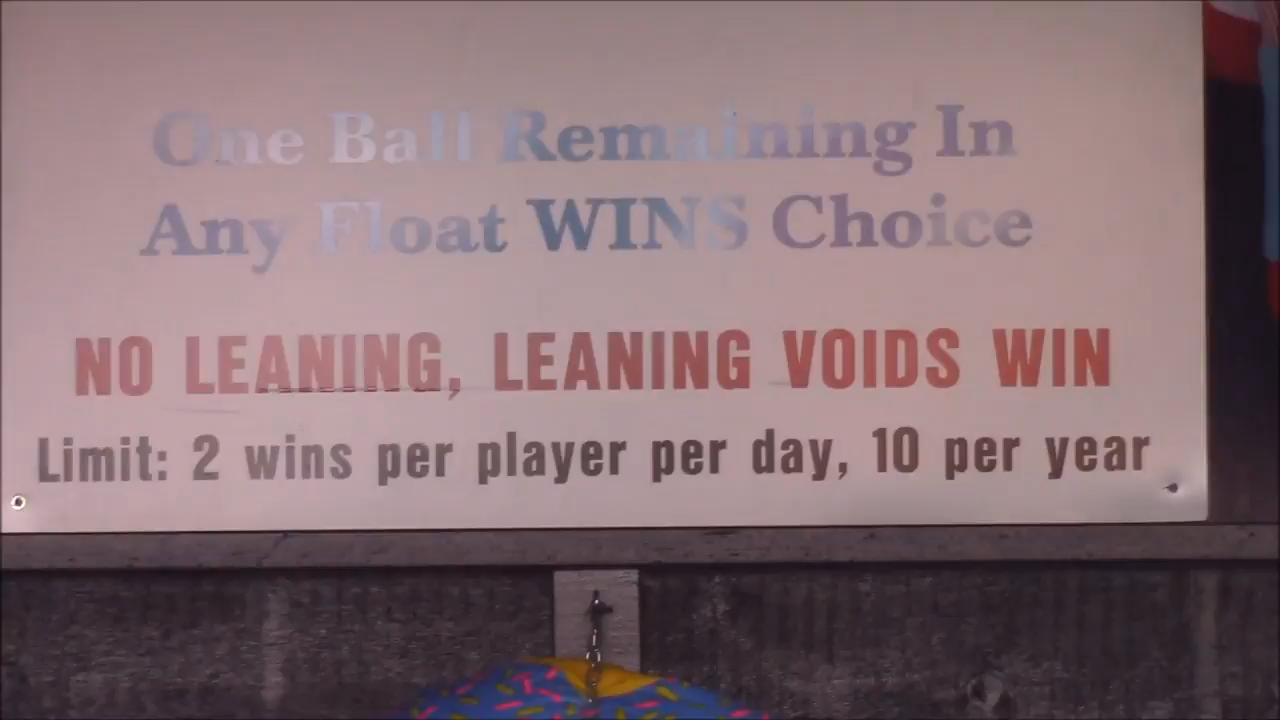 One Ball Remaining In
Any Float WINS Choice
NO LEANING, LEANING VOIDS WIN
Limit: 2 wins per player per day, 10 per year